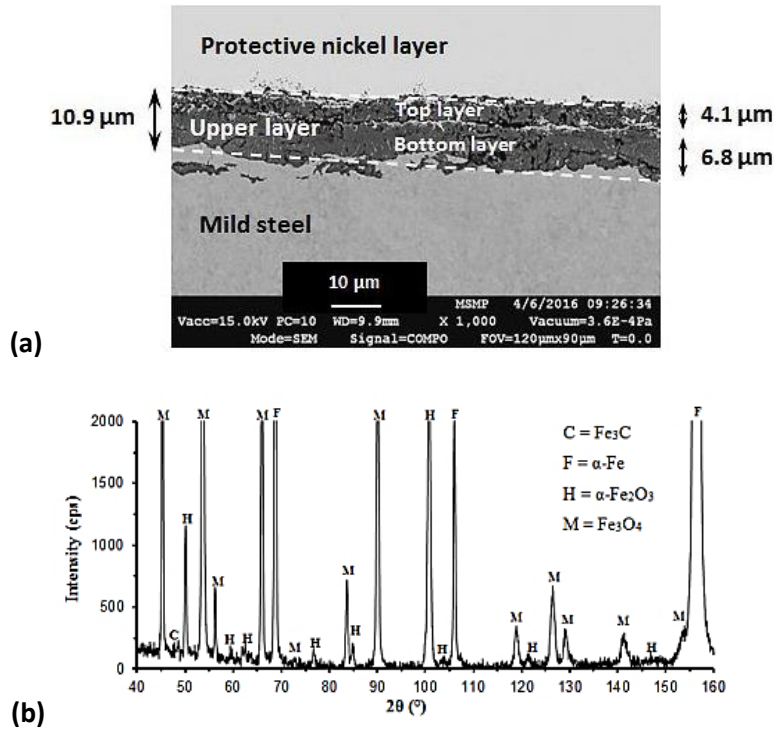 Protective nickel layer
10.9 µm
Top layer
4.1 µm
Upper layer
Bottom layer
6.8 µm
Mild steel
10 µm
MSMP 4/6/2016 09:26:34
Vacc=15.0kV PC=10 WD=9.9mm X 1,000 Vacuum=3.6E-4Pa
Mode=SEM Signal=COMPO FOV=120µmx90µm T=0.0
(a)
M M M F M H F F
2000
C = Fe₃C
F = α-Fe
1500
H = α-Fe₂O₃
H
M = Fe₃O₄
Intensity (cps)
1000
M M M
500
M M M
C H H M H H H H H M
0
40 50 60 70 80 90 100 110 120 130 140 150 160
2θ (°)
(b)